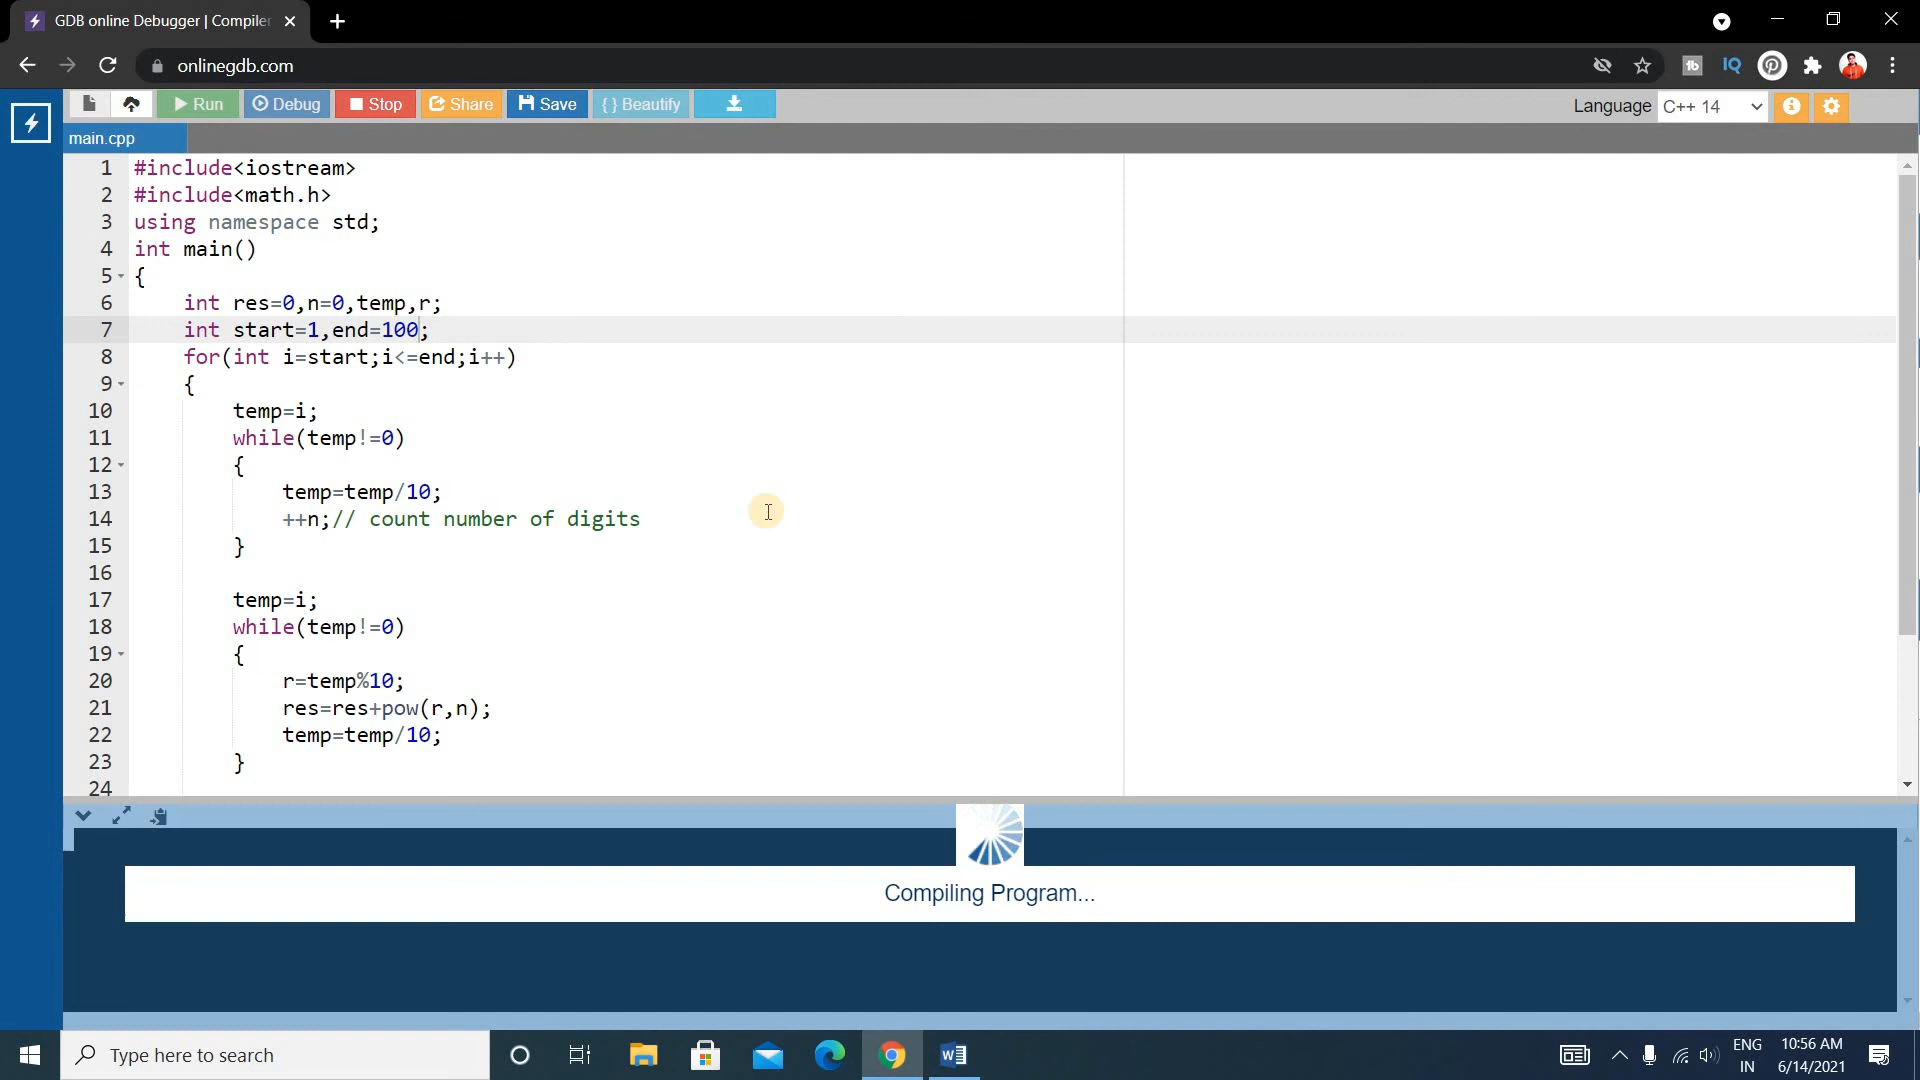 GDB online Debugger | Compiler
onlinegdb.com
Run Debug Stop Share Save { } Beautify Language C++ 14
main.cpp
1 #include<iostream>
2 #include<math.h>
3 using namespace std;
4 int main()
5 {
6 int res=0,n=0,temp,r;
7 int start=1,end=100;
8 for(int i=start;i<=end;i++)
9 {
10 temp=i;
11 while(temp!=0)
12 {
13 temp=temp/10;
14 ++n;// count number of digits
15 }
16
17 temp=i;
18 while(temp!=0)
19 {
20 r=temp%10;
21 res=res+pow(r,n);
22 temp=temp/10;
23 }
24
Compiling Program...
Type here to search
ENG 10:56 AM
IN 6/14/2021